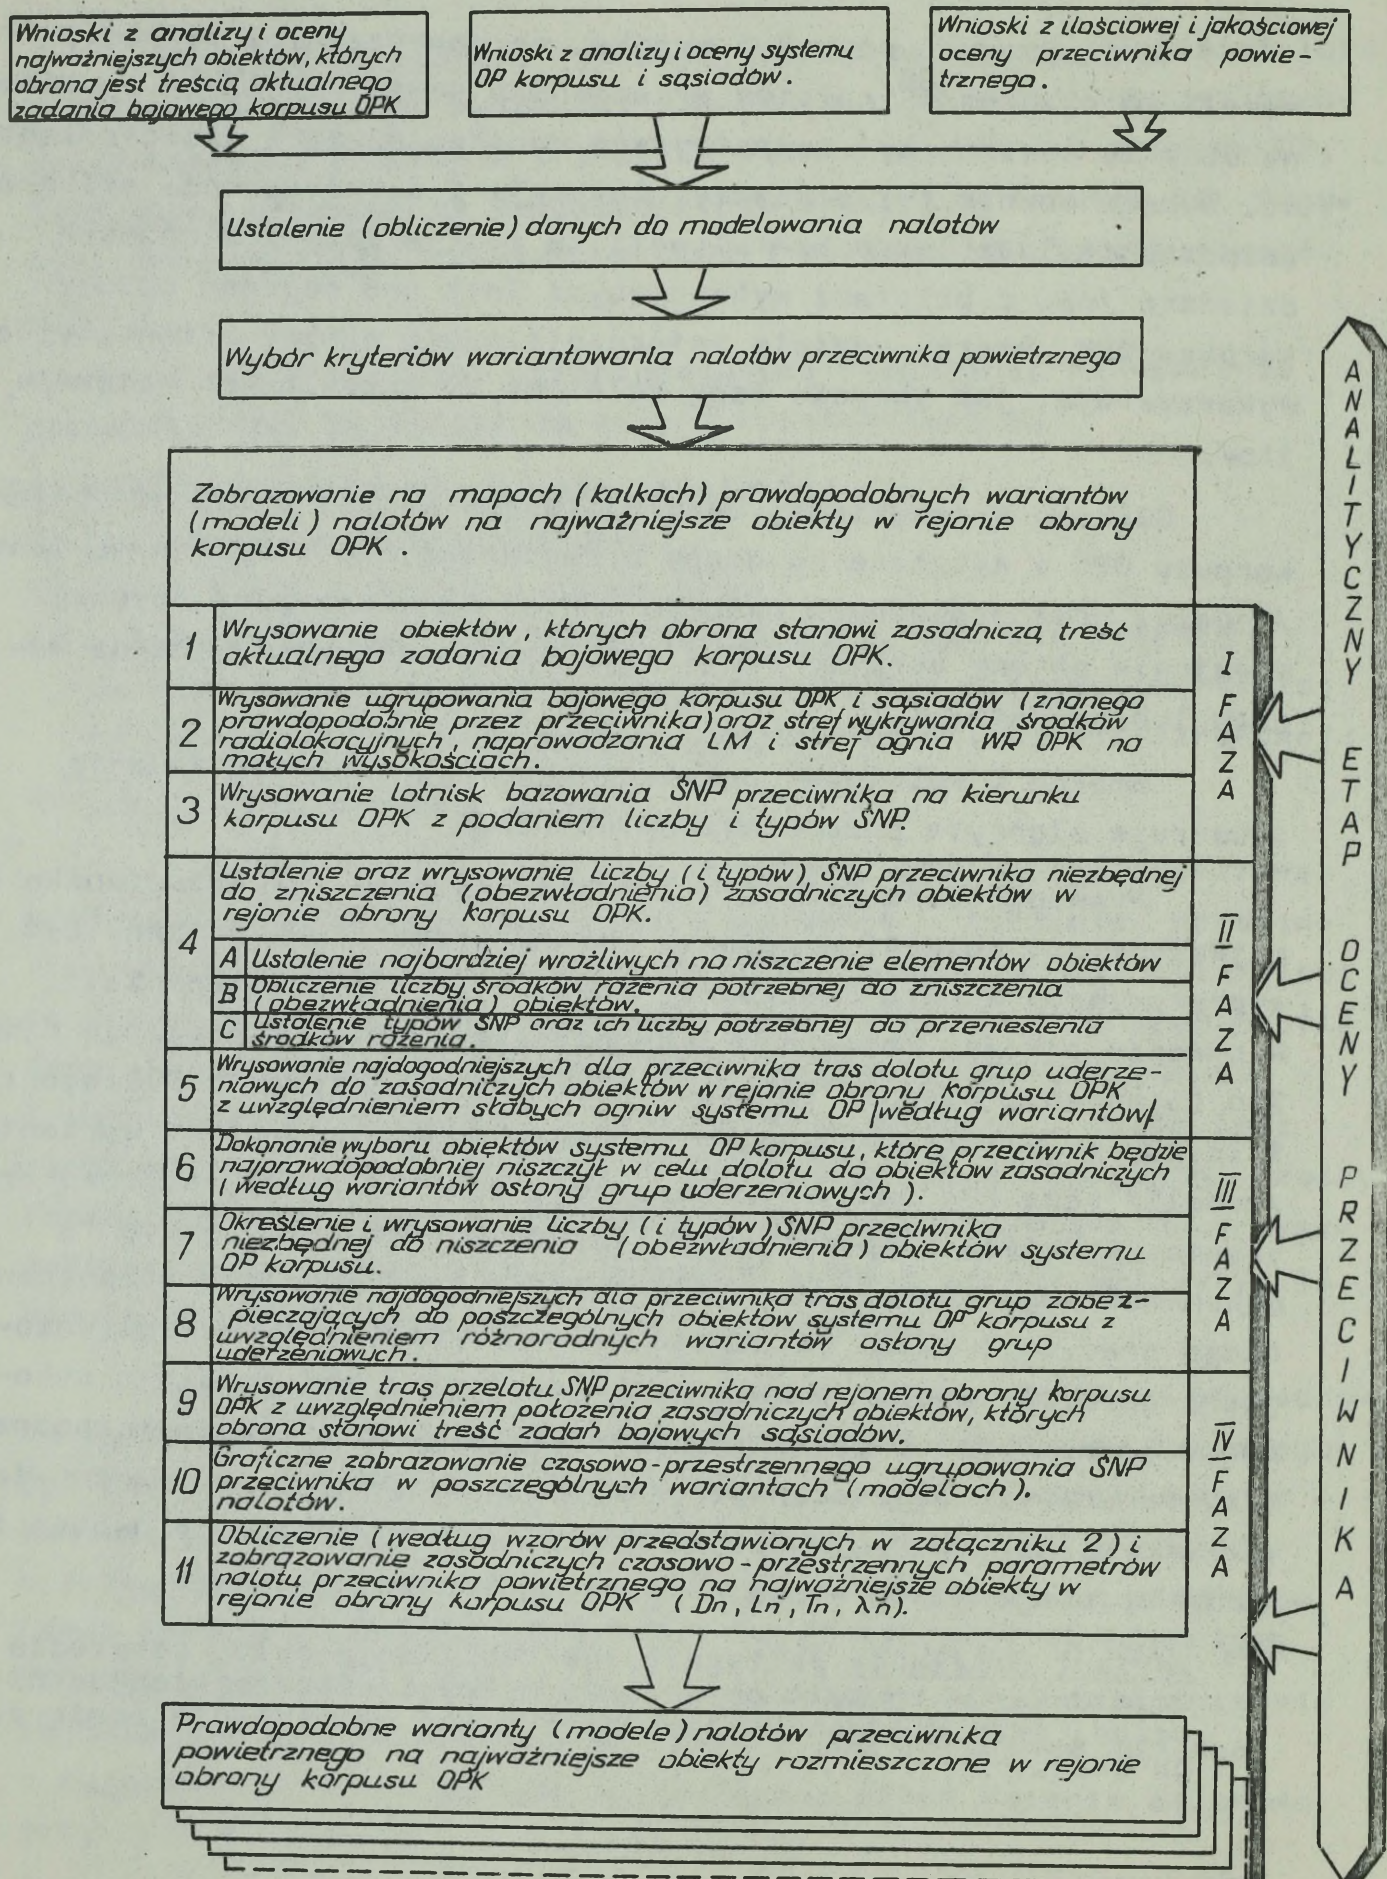 Wnioski z analizy i oceny
najważniejszych obiektów, których
obrona jest treścią aktualnego
zadania bojowego korpusu OPK
Wnioski z analizy i oceny systemu
OP korpusu i sąsiadów.
Wnioski z ilościowej i jakościowej
oceny przeciwnika powie-
trznego.
Ustalenie (obliczenie) danych do modelowania nalotów
Wybór kryteriów wariantowania nalotów przeciwnika powietrznego
Zobrazowanie na mapach (kalkach) prawdopodobnych wariantów
(modeli) nalotów na najważniejsze obiekty w rejonie obrony
korpusu OPK.
1 Wrysowanie obiektów, których obrona stanowi zasadniczą treść
aktualnego zadania bojowego korpusu OPK.
2 Wrysowanie ugrupowania bojowego korpusu OPK i sąsiadów (znanego
prawdopodobnie przez przeciwnika) oraz stref wykrywania środków
radiolokacyjnych, naprowadzania LM i stref ognia WR OPK na
małych wysokościach.
3 Wrysowanie lotnisk bazowania ŚNP przeciwnika na kierunku
korpusu OPK z podaniem liczby i typów ŚNP.
I FAZA
4 Ustalenie oraz wrysowanie liczby (i typów) ŚNP przeciwnika niezbędnej
do zniszczenia (obezwładnienia) zasadniczych obiektów w
rejonie obrony korpusu OPK.
A Ustalenie najbardziej wrażliwych na niszczenie elementów obiektów
B Obliczenie liczby środków rażenia potrzebnej do zniszczenia
(obezwładnienia) obiektów.
C Ustalenie typów ŚNP oraz ich liczby potrzebnej do przeniesienia
środków rażenia.
5 Wrysowanie najdogodniejszych dla przeciwnika tras dolotu grup uderze-
niowych do zasadniczych obiektów w rejonie obrony korpusu OPK
z uwzględnieniem słabych ogniw systemu OP /według wariantów/
II FAZA
6 Dokonanie wyboru obiektów systemu OP korpusu, które przeciwnik będzie
najprawdopodobniej niszczył w celu dolotu do obiektów zasadniczych
(według wariantów osłony grup uderzeniowych).
7 Określenie i wrysowanie liczby (i typów) ŚNP przeciwnika
niezbędnej do niszczenia (obezwładnienia) obiektów systemu
OP korpusu.
8 Wrysowanie najdogodniejszych dla przeciwnika tras dolotu grup zabez-
pieczających do poszczególnych obiektów systemu OP korpusu z
uwzględnieniem różnorodnych wariantów osłony grup
uderzeniowych.
III FAZA
9 Wrysowanie tras przelotu ŚNP przeciwnika nad rejonem obrony korpusu
OPK z uwzględnieniem położenia zasadniczych obiektów, których
obrona stanowi treść zadań bojowych sąsiadów.
10 Graficzne zobrazowanie czasowo-przestrzennego ugrupowania ŚNP
przeciwnika w poszczególnych wariantach (modelach).
nalotów.
11 Obliczenie (według wzorów przedstawionych w załączniku 2) i
zobrazowanie zasadniczych czasowo-przestrzennych parametrów
nalotu przeciwnika powietrznego na najważniejsze obiekty w
rejonie obrony korpusu OPK (Dn, Ln, Tn, λn).
IV FAZA
Prawdopodobne warianty (modele) nalotów przeciwnika
powietrznego na najważniejsze obiekty rozmieszczone w rejonie
obrony korpusu OPK
ANALITYCZNY ETAP OCENY PRZECIWNIKA